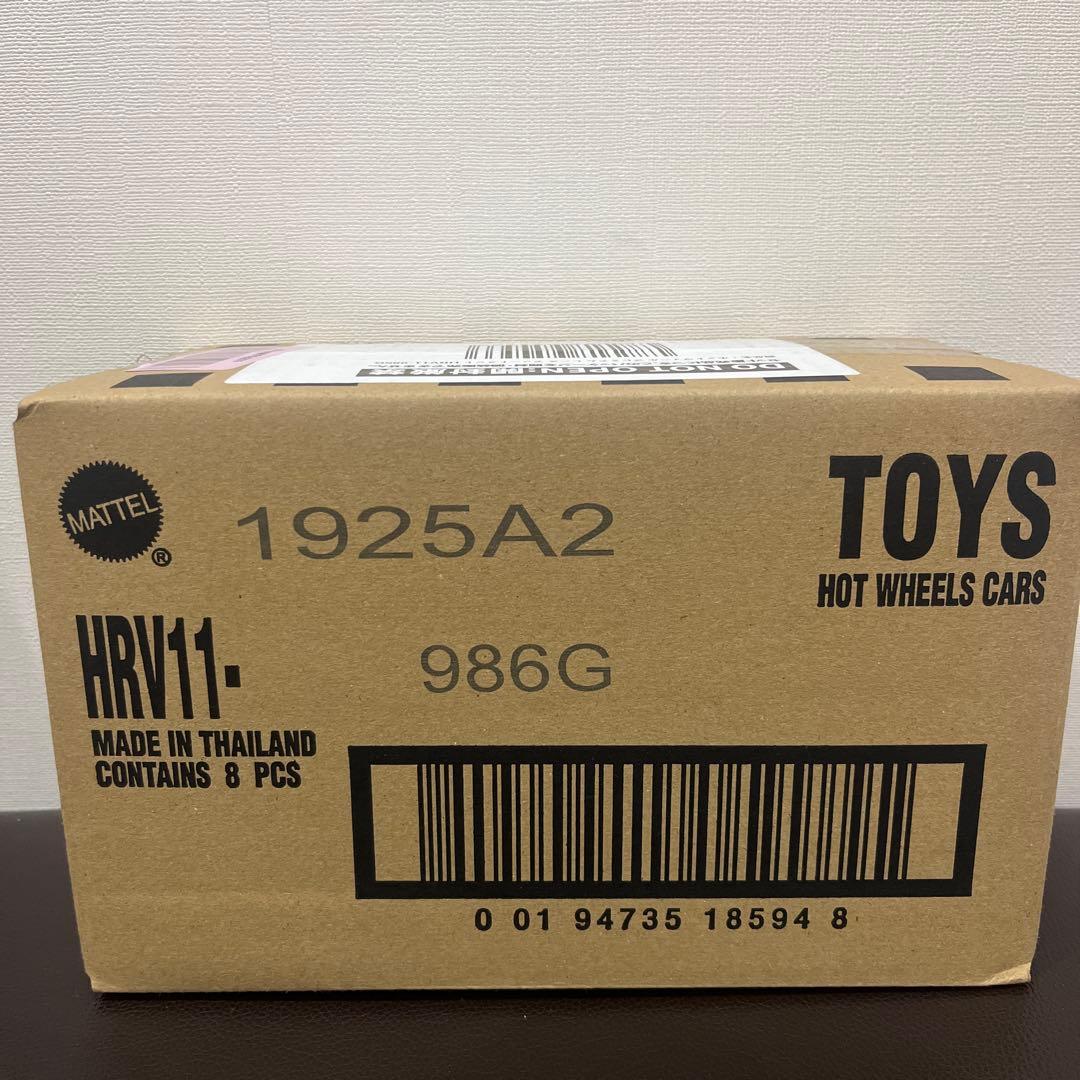 DO NOT OPEN:
MATTEL
®
1925A2
TOYS
HOT WHEELS CARS
HRV11-
986G
MADE IN THAILAND
CONTAINS 8 PCS
0 01 94735 18594 8